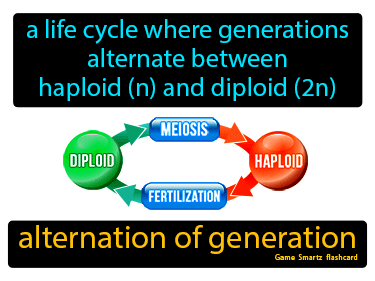 a life cycle where generations
alternate between
haploid (n) and diploid (2n)
MEIOSIS
DIPLOID
HAPLOID
FERTILIZATION
alternation of generation
Game Smartz flashcard